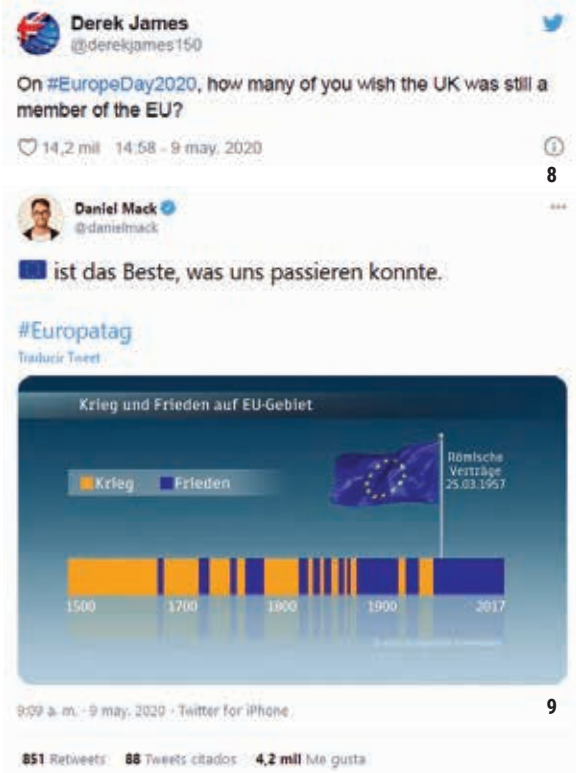 Derek James
@derekjames150
On #EuropeDay2020, how many of you wish the UK was still a
member of the EU?
14,2 mil 14:58 - 9 may. 2020
8
Daniel Mack
@danielmack
ist das Beste, was uns passieren konnte.
#Europatag
Traducir Tweet
Krieg und Frieden auf EU-Gebiet
Krieg Frieden
Römische
Verträge
25.03.1957
1500 1700 1800 1900 2017
9:09 a. m. · 9 may. 2020 · Twitter for iPhone
9
851 Retweets 88 Tweets citados 4,2 mil Me gusta